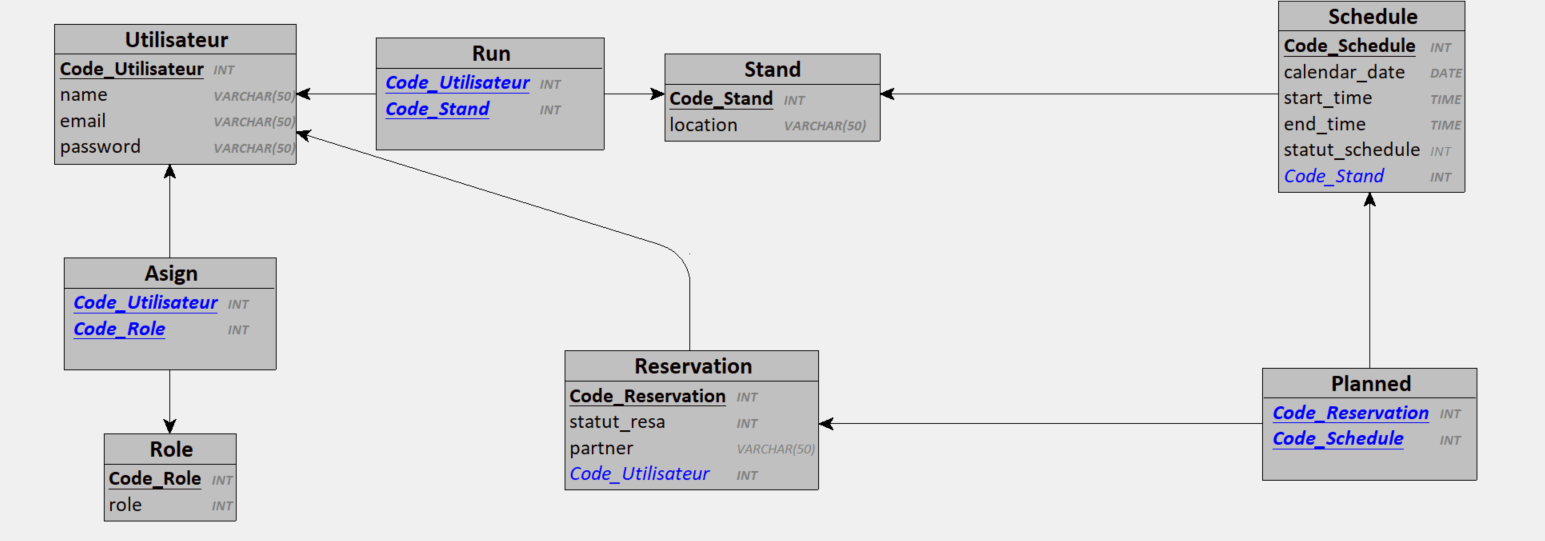 Utilisateur
Code_Utilisateur INT
name VARCHAR(50)
email VARCHAR(50)
password VARCHAR(50)
Run
Code_Utilisateur INT
Code_Stand INT
Stand
Code_Stand INT
location VARCHAR(50)
Schedule
Code_Schedule INT
calendar_date DATE
start_time TIME
end_time TIME
statut_schedule INT
Code_Stand INT
Asign
Code_Utilisateur INT
Code_Role INT
Role
Code_Role INT
role INT
Reservation
Code_Reservation INT
statut_resa INT
partner VARCHAR(50)
Code_Utilisateur INT
Planned
Code_Reservation INT
Code_Schedule INT